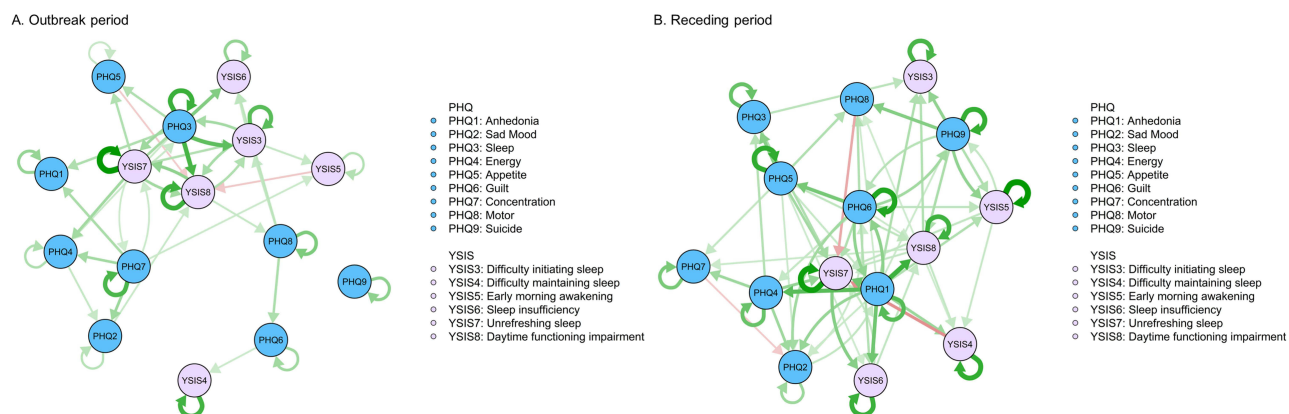 A. Outbreak period
PHQ5
YSIS6
PHQ3
YSIS3
YSIS7
YSIS5
PHQ1
YSIS8
PHQ4
PHQ8
PHQ7
PHQ9
PHQ2
PHQ6
YSIS4
PHQ
PHQ1: Anhedonia
PHQ2: Sad Mood
PHQ3: Sleep
PHQ4: Energy
PHQ5: Appetite
PHQ6: Guilt
PHQ7: Concentration
PHQ8: Motor
PHQ9: Suicide
YSIS
YSIS3: Difficulty initiating sleep
YSIS4: Difficulty maintaining sleep
YSIS5: Early morning awakening
YSIS6: Sleep insufficiency
YSIS7: Unrefreshing sleep
YSIS8: Daytime functioning impairment
B. Receding period
YSIS3
PHQ8
PHQ3
PHQ9
PHQ5
PHQ6
YSIS5
YSIS8
PHQ7
YSIS7
PHQ4
PHQ1
YSIS4
PHQ2
YSIS6
PHQ
PHQ1: Anhedonia
PHQ2: Sad Mood
PHQ3: Sleep
PHQ4: Energy
PHQ5: Appetite
PHQ6: Guilt
PHQ7: Concentration
PHQ8: Motor
PHQ9: Suicide
YSIS
YSIS3: Difficulty initiating sleep
YSIS4: Difficulty maintaining sleep
YSIS5: Early morning awakening
YSIS6: Sleep insufficiency
YSIS7: Unrefreshing sleep
YSIS8: Daytime functioning impairment